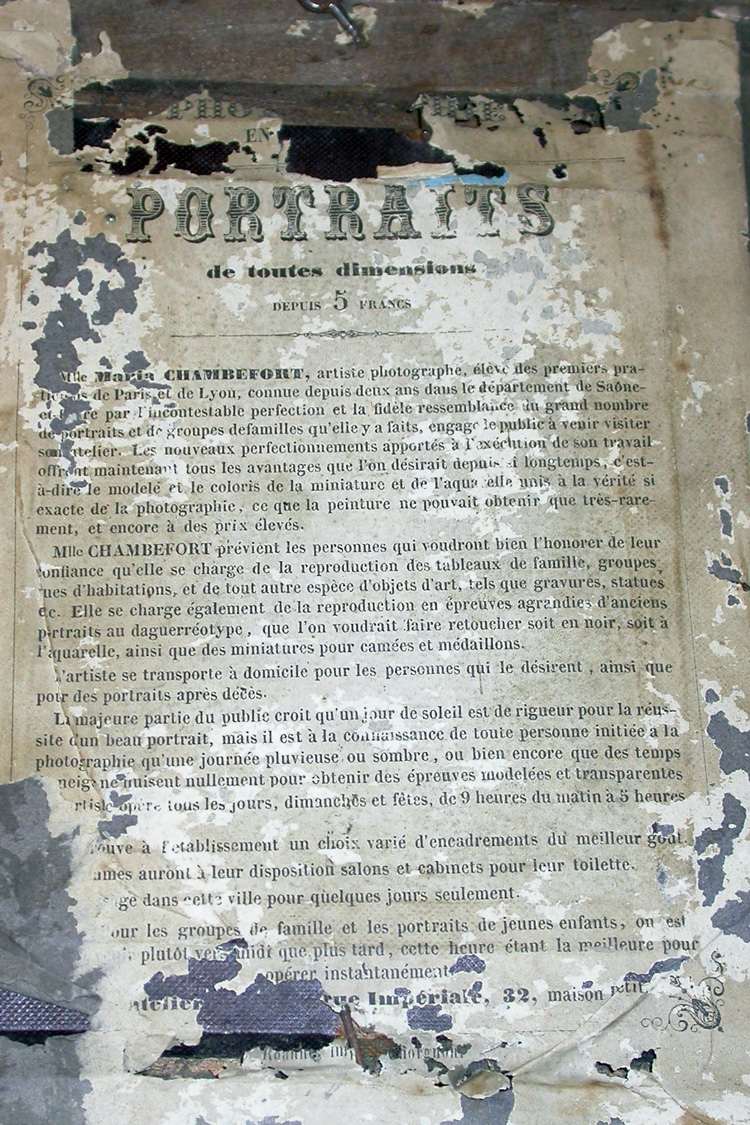 EN
PORTRAITS
de toutes dimensions
DEPUIS 5 FRANCS
Mlle Maria CHAMBEFORT, artiste photographe, élève des premiers pra-
de Paris et de Lyon, connue depuis deux ans dans le département de Saône-
par l'incontestable perfection et la fidèle ressemblance du grand nombre
de portraits et de groupes defamilles qu'elle y a faits, engage le public à venir visiter
son atelier. Les nouveaux perfectionnements apportés à l'exécution de son travail
offrent maintenant tous les avantages que l'on désirait depuis si longtemps, c'est-
à-dire le modelé et le coloris de la miniature et de l'aquarelle unis à la vérité si
exacte de la photographie, ce que la peinture ne pouvait obtenir que très-rare-
ment, et encore à des prix élevés.
Mlle CHAMBEFORT prévient les personnes qui voudront bien l'honorer de leur
confiance qu'elle se charge de la reproduction des tableaux de famille, groupes
vues d'habitations, et de tout autre espèce d'objets d'art, tels que gravures, statues
etc. Elle se charge également de la reproduction en épreuves agrandies d'anciens
portraits au daguerréotype, que l'on voudrait faire retoucher soit en noir, soit à
l'aquarelle, ainsi que des miniatures pour camées et médaillons.
L'artiste se transporte à domicile pour les personnes qui le désirent, ainsi que
pour des portraits après décès.
La majeure partie du public croit qu'un jour de soleil est de rigueur pour la réus-
site d'un beau portrait, mais il est à la connaissance de toute personne initiée à la
photographie qu'une journée pluvieuse ou sombre, ou bien encore que des temps
neige ne nuisent nullement pour obtenir des épreuves modelées et transparentes
opère tous les jours, dimanches et fêtes, de 9 heures du matin à 5 heures
à l'établissement un choix varié d'encadrements du meilleur goût.
auront à leur disposition salons et cabinets pour leur toilette.
dans cette ville pour quelques jours seulement.
Pour les groupes de famille et les portraits de jeunes enfants, on est
plutôt vers midi que plus tard, cette heure étant la meilleure pour
opérer instantanément
Atelier rue Impériale, 32, maison
Roanne